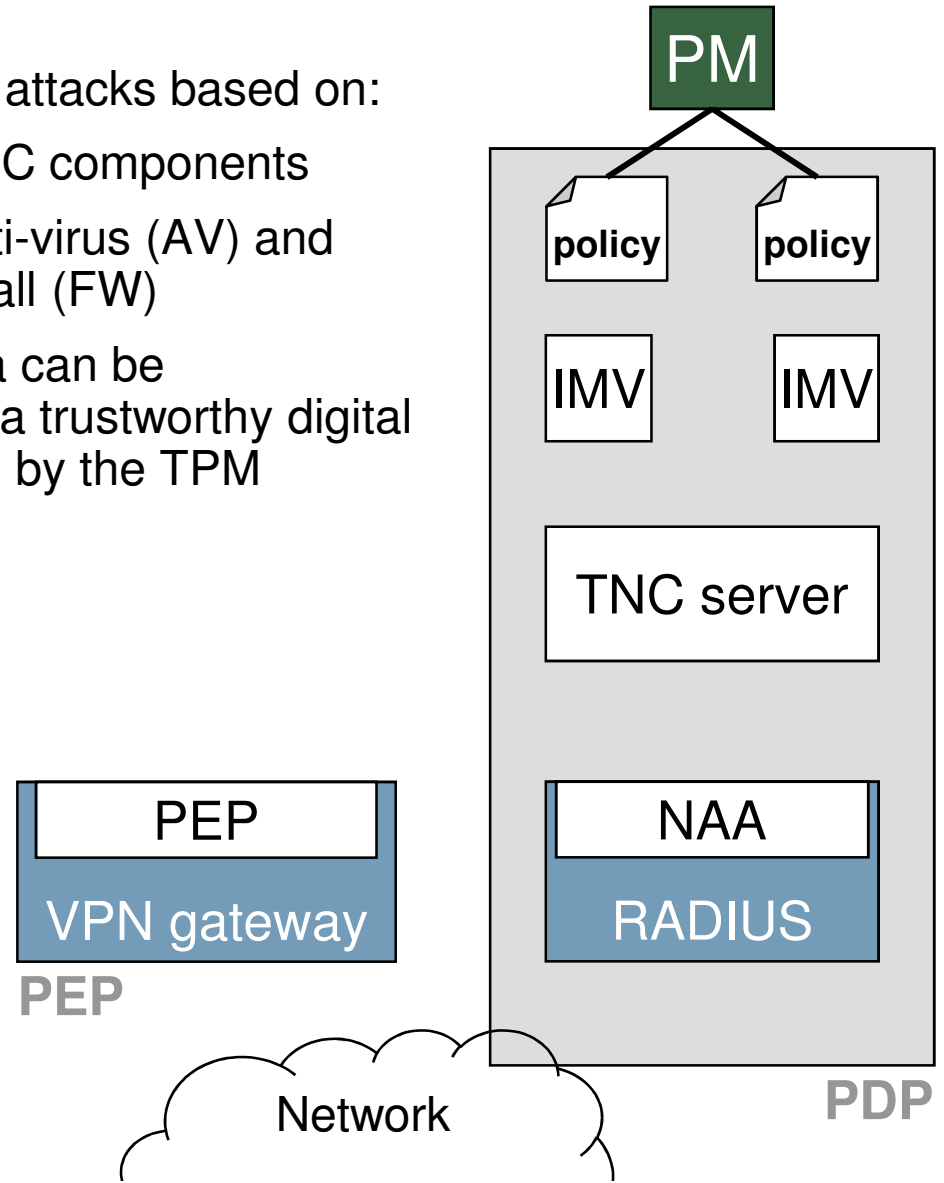 attacks based on:
C components
ti-virus (AV) and
all (FW)
a can be
a trustworthy digital
by the TPM
PM
policy policy
IMV IMV
TNC server
PEP
VPN gateway
PEP
NAA
RADIUS
PDP
Network